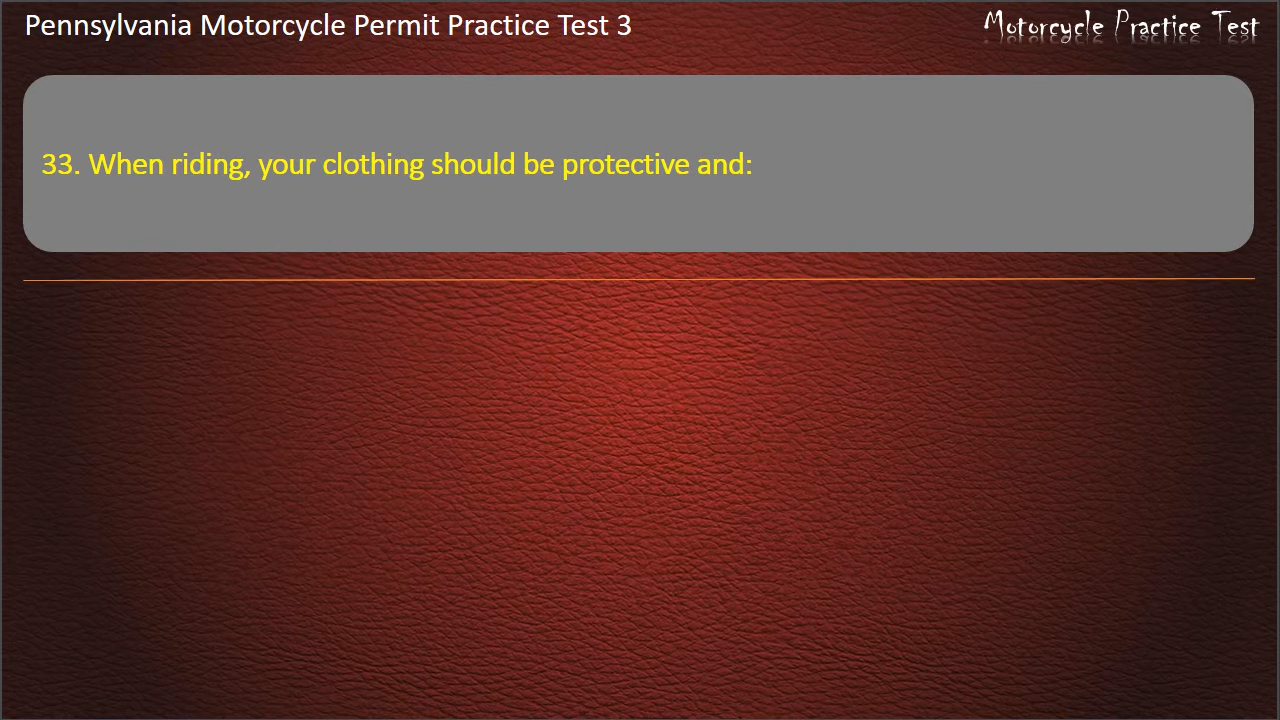 Pennsylvania Motorcycle Permit Practice Test 3
Motorcycle Practice Test
33. When riding, your clothing should be protective and: